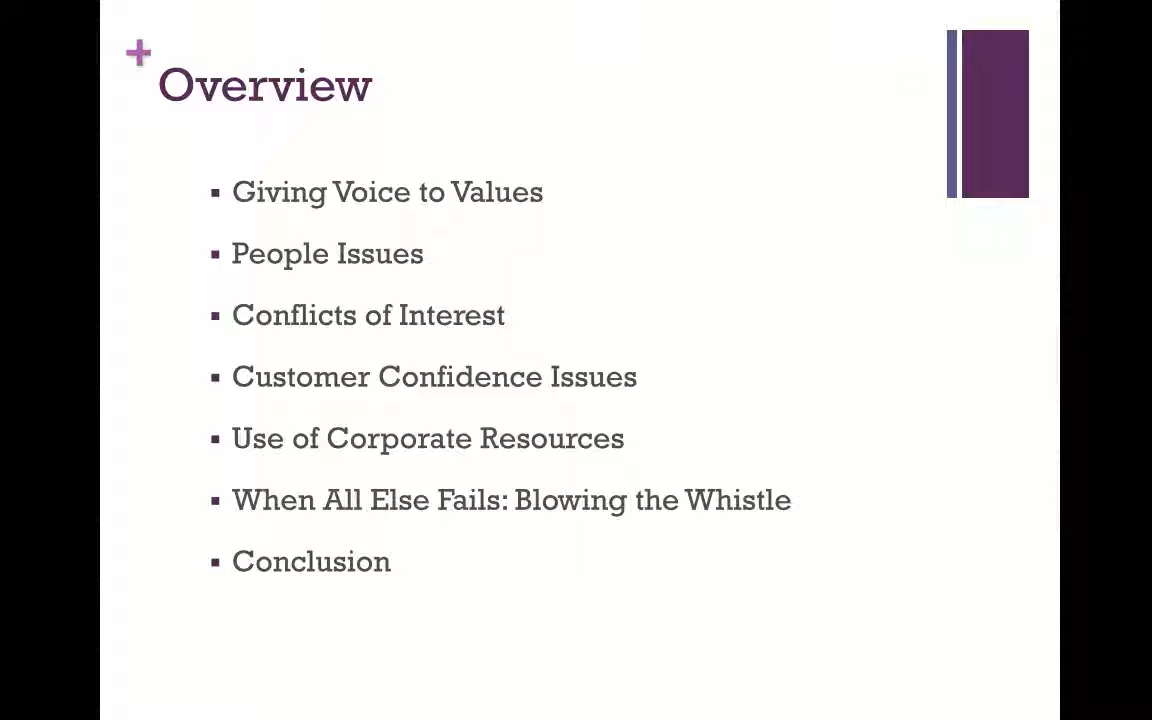 +
Overview
▪ Giving Voice to Values
▪ People Issues
▪ Conflicts of Interest
▪ Customer Confidence Issues
▪ Use of Corporate Resources
▪ When All Else Fails: Blowing the Whistle
▪ Conclusion